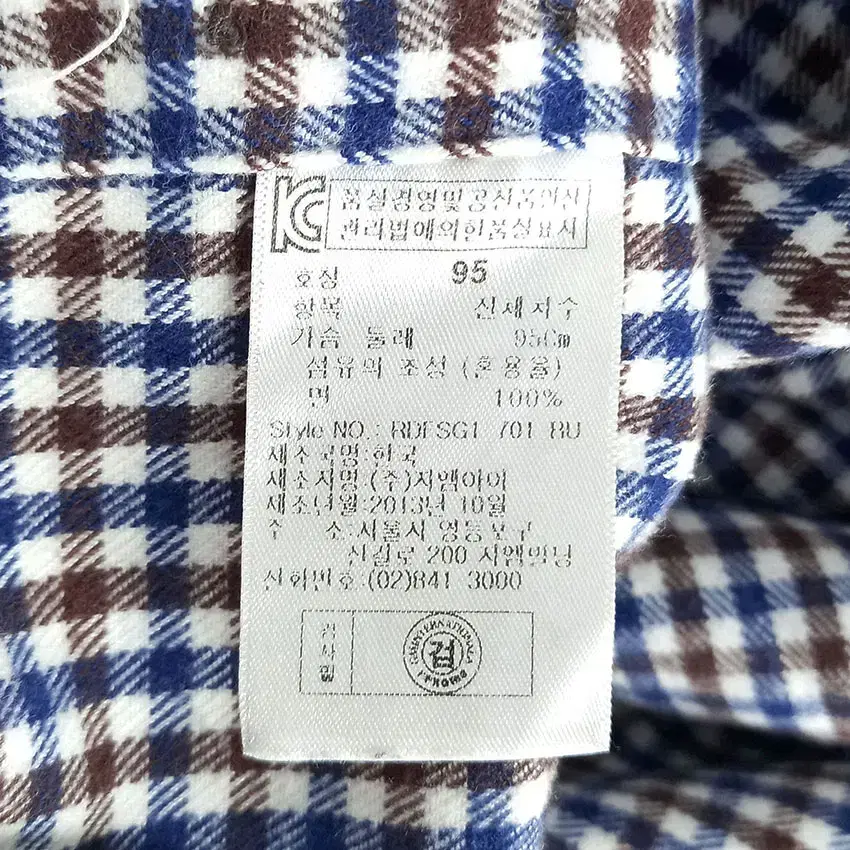 KC
품질경영및공산품안전
관리법에의한품질표시
호칭 95
항목 신체치수
가슴 둘레 95Cm
섬유의 조성 (혼용율)
면 100%
Style NO.: RDFSG1 701 BU
제조국명:한국
제조자명:(주)지엠아이
제조년월:2013년 10월
주 소:서울시 영등포구
신길로 200 지엠빌딩
전화번호:(02)841 3000
검사필
검
INTERNATIONAL